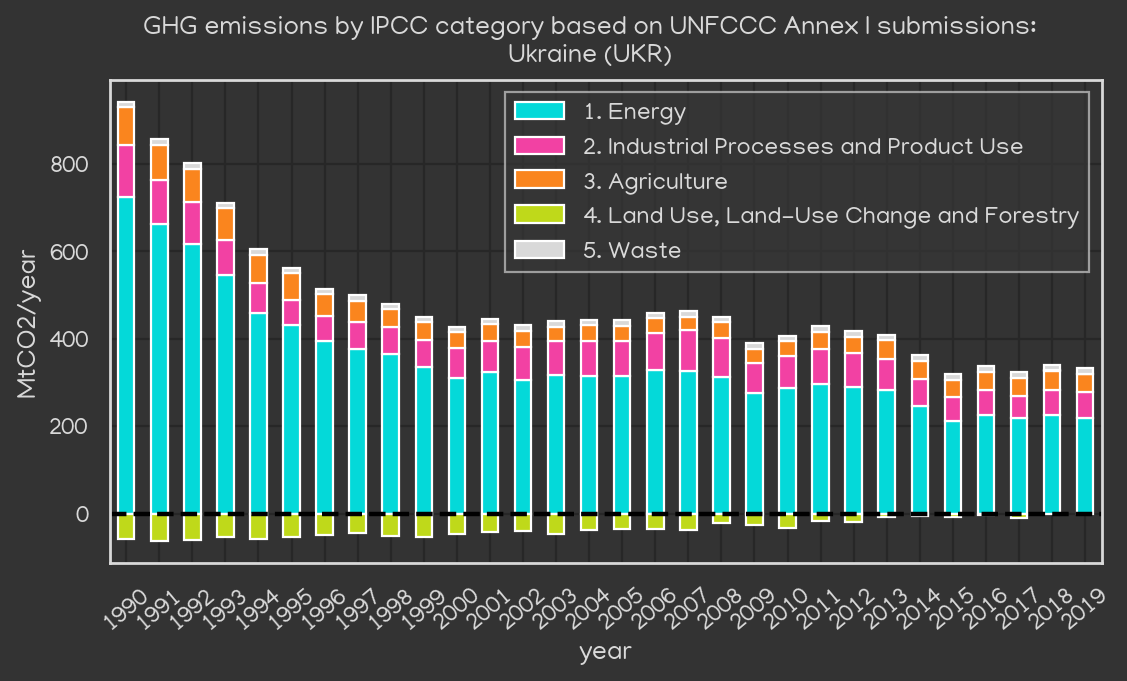 GHG emissions by IPCC category based on UNFCCC Annex I submissions:
Ukraine (UKR)
1. Energy
2. Industrial Processes and Product Use
3. Agriculture
4. Land Use, Land-Use Change and Forestry
5. Waste
MtCO2/year
800
600
400
200
0
1990 1991 1992 1993 1994 1995 1996 1997 1998 1999 2000 2001 2002 2003 2004 2005 2006 2007 2008 2009 2010 2011 2012 2013 2014 2015 2016 2017 2018 2019
year